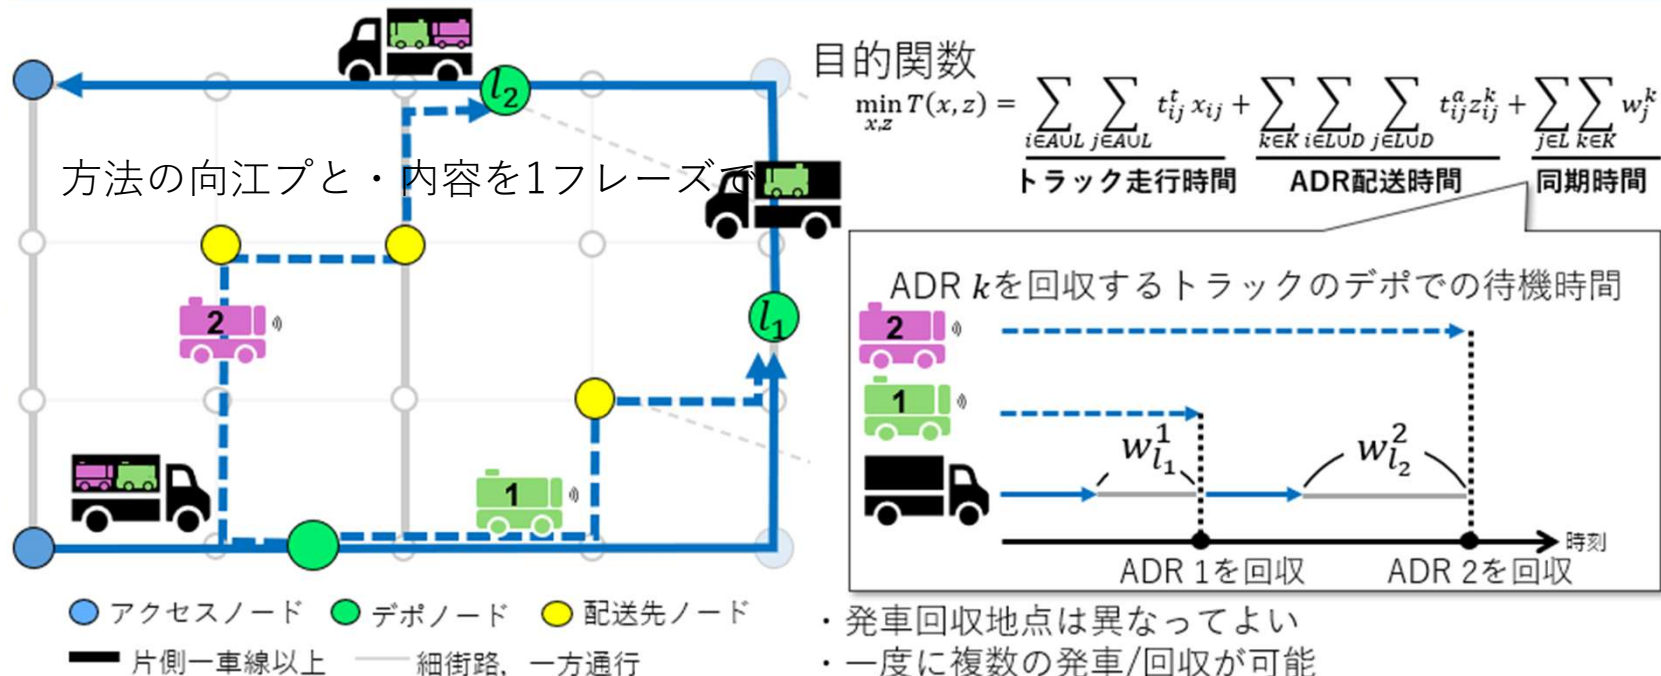 目的関数
min x,z T(x, z) = ∑ i∈A∪L ∑ j∈A∪L t^t_ij x_ij + ∑ k∈K ∑ i∈L∪D ∑ j∈L∪D t^a_ij z^k_ij + ∑ j∈L ∑ k∈K w^k_j
トラック走行時間 ADR配送時間 同期時間
l₂
方法の向江プと・内容を1フレーズで
l₁
2
1
ADR kを回収するトラックのデポでの待機時間
2
1
w^1_l₁ w^2_l₂
時刻
ADR 1を回収 ADR 2を回収
アクセスノード デポノード 配送先ノード
片側一車線以上 細街路，一方通行
・発車回収地点は異なってよい
・一度に複数の発車/回収が可能